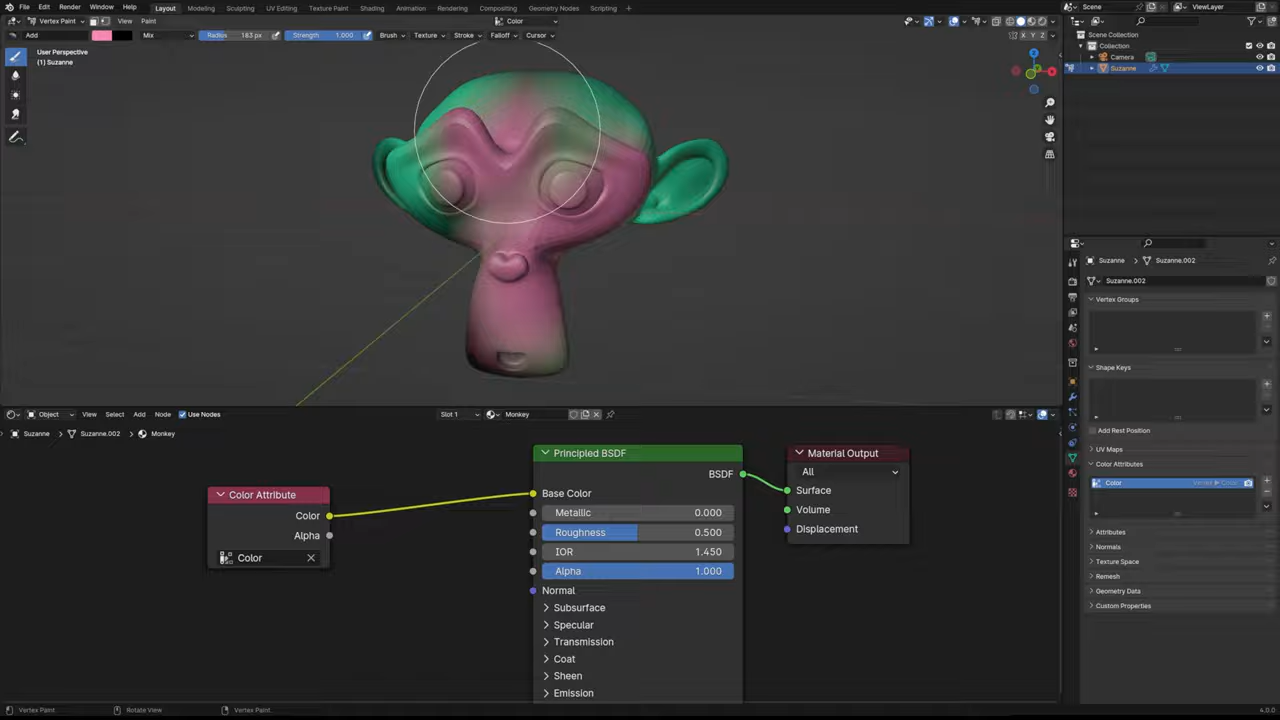 File Edit Render Window Help Layout Modeling Sculpting UV Editing Texture Paint Shading Animation Rendering Compositing Geometry Nodes Scripting Scene ViewLayer
Vertex Paint View Paint Color
Add Mix Radius 163 px Strength 1.000 Brush Texture Stroke Falloff Cursor X Y Z
User Perspective
(1) Suzanne
Z
X
Scene Collection
Collection
Camera
Suzanne
Suzanne Suzanne.002
Suzanne.002
Vertex Groups
Shape Keys
Add Rest Position
UV Maps
Color Attributes
Color Vertex ▶ Color
Attributes
Normals
Texture Space
Remesh
Geometry Data
Custom Properties
Object View Select Add Node Use Nodes Slot 1 Monkey
Suzanne Suzanne.002 Monkey
Color Attribute
Color
Alpha
Color
Principled BSDF
BSDF
Base Color
Metallic 0.000
Roughness 0.500
IOR 1.450
Alpha 1.000
Normal
Subsurface
Specular
Transmission
Coat
Sheen
Emission
Material Output
All
Surface
Volume
Displacement
Vertex Paint Rotate View Vertex Paint 4.0.0